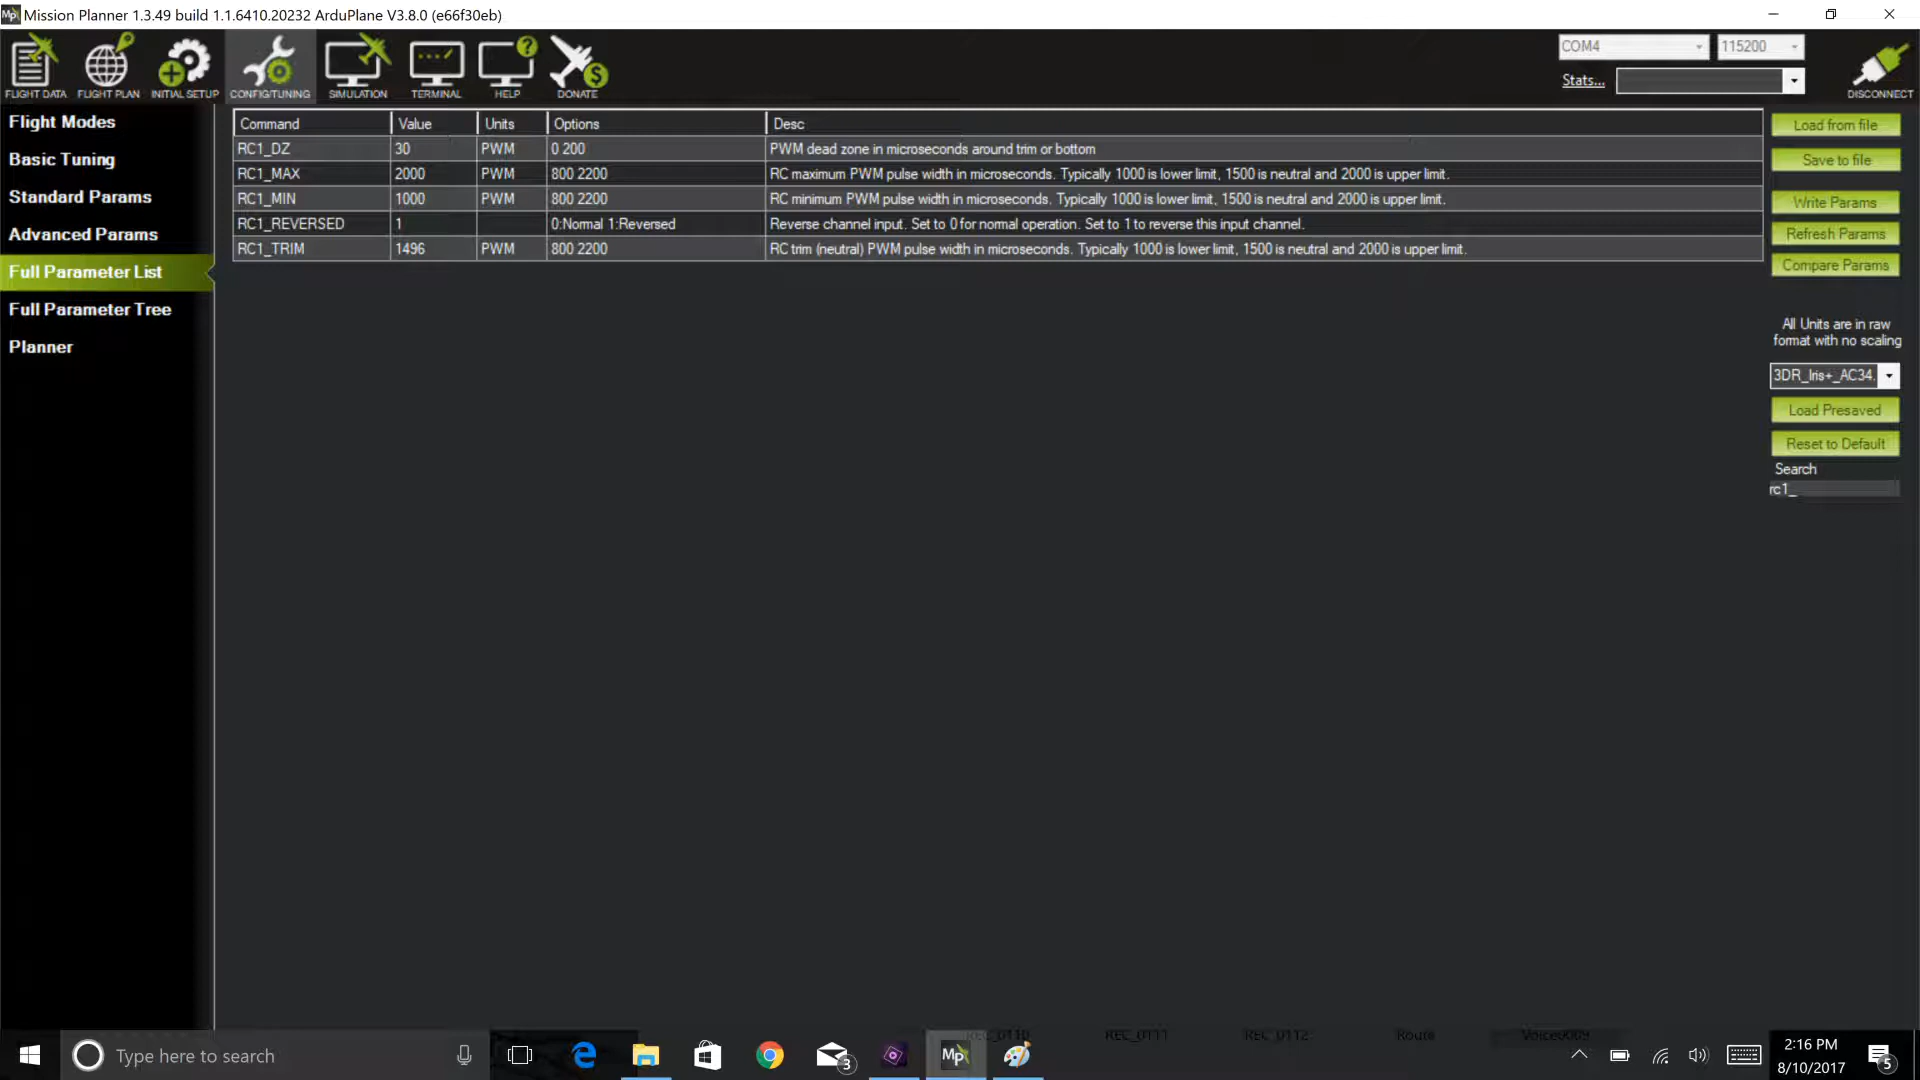 Mission Planner 1.3.49 build 1.1.6410.20232 ArduPlane V3.8.0 (e66f30eb)
FLIGHT DATA FLIGHT PLAN INITIAL SETUP CONFIG/TUNING SIMULATION TERMINAL HELP DONATE
COM4 115200
Stats...
DISCONNECT
Flight Modes
Basic Tuning
Standard Params
Advanced Params
Full Parameter List
Full Parameter Tree
Planner
Command Value Units Options Desc
RC1_DZ 30 PWM 0 200 PWM dead zone in microseconds around trim or bottom
RC1_MAX 2000 PWM 800 2200 RC maximum PWM pulse width in microseconds. Typically 1000 is lower limit, 1500 is neutral and 2000 is upper limit.
RC1_MIN 1000 PWM 800 2200 RC minimum PWM pulse width in microseconds. Typically 1000 is lower limit, 1500 is neutral and 2000 is upper limit.
RC1_REVERSED 1 0:Normal 1:Reversed Reverse channel input. Set to 0 for normal operation. Set to 1 to reverse this input channel.
RC1_TRIM 1496 PWM 800 2200 RC trim (neutral) PWM pulse width in microseconds. Typically 1000 is lower limit, 1500 is neutral and 2000 is upper limit.
Load from file
Save to file
Write Params
Refresh Params
Compare Params
All Units are in raw
format with no scaling
3DR_Iris+_AC34.
Load Presaved
Reset to Default
Search
rc1_
REC_0110 REC_0111 REC_0112 Route
Type here to search
3
Mp
2:16 PM
8/10/2017
5